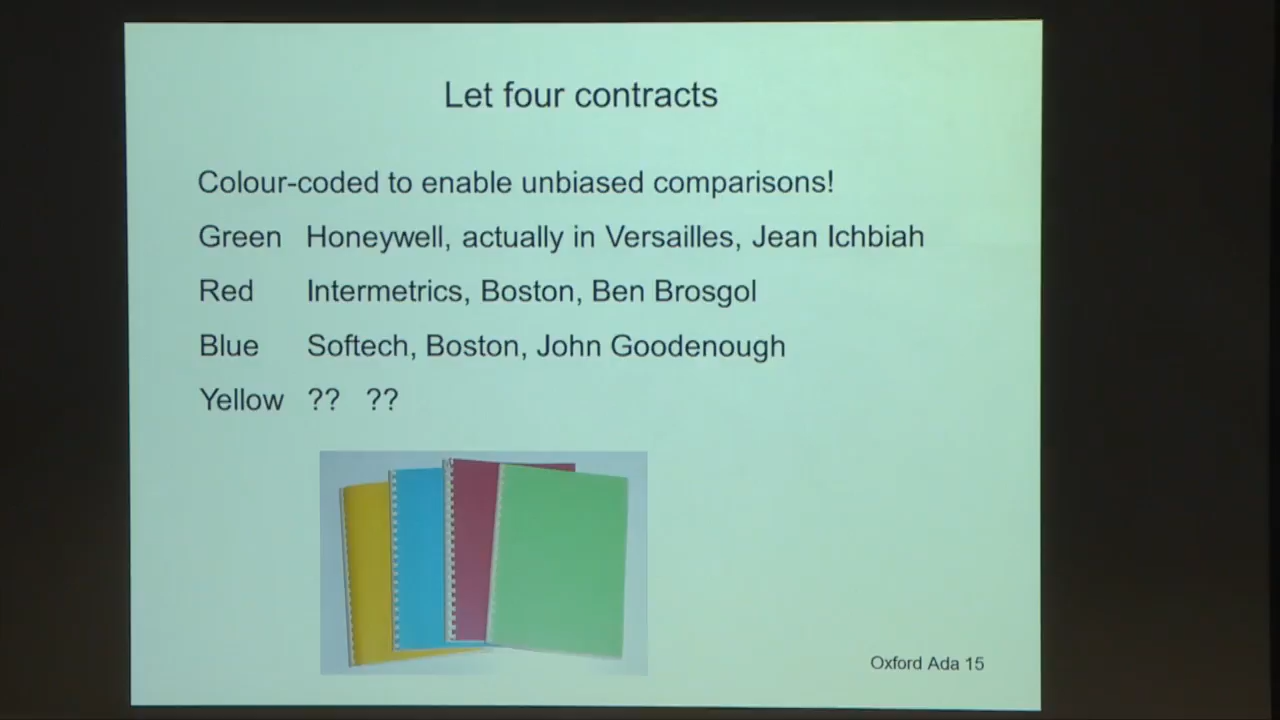 Let four contracts
Colour-coded to enable unbiased comparisons!
Green Honeywell, actually in Versailles, Jean Ichbiah
Red Intermetrics, Boston, Ben Brosgol
Blue Softech, Boston, John Goodenough
Yellow ?? ??
Oxford Ada 15